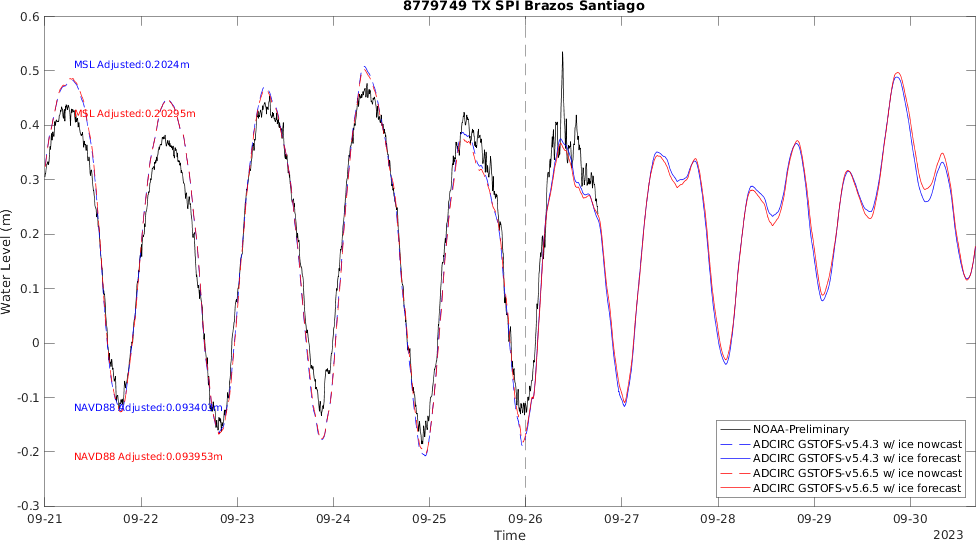 8779749 TX SPI Brazos Santiago
0.6
0.5
0.4
0.3
0.2
0.1
0
-0.1
-0.2
-0.3
Water Level (m)
MSL Adjusted:0.2024m
MSL Adjusted:0.20295m
NAVD88 Adjusted:0.093403m
NAVD88 Adjusted:0.093953m
NOAA-Preliminary
ADCIRC GSTOFS-v5.4.3 w/ ice nowcast
ADCIRC GSTOFS-v5.4.3 w/ ice forecast
ADCIRC GSTOFS-v5.6.5 w/ ice nowcast
ADCIRC GSTOFS-v5.6.5 w/ ice forecast
09-21 09-22 09-23 09-24 09-25 09-26 09-27 09-28 09-29 09-30
Time
2023